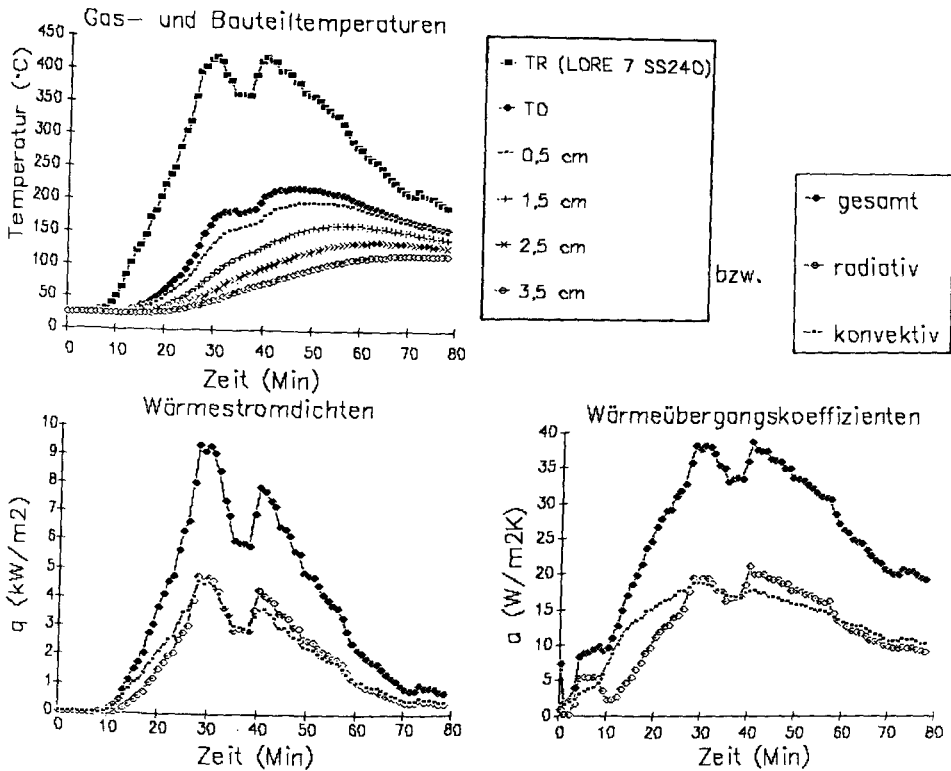 Gas- und Bauteiltemperaturen
Temperatur (°C)
450
400
350
300
250
200
150
100
50
0
0 10 20 30 40 50 60 70 80
Zeit (Min)
TR (LORE 7 SS240)
T0
0,5 cm
1,5 cm
2,5 cm
3,5 cm
bzw.
gesamt
radiativ
konvektiv
Wärmestromdichten
q (kW/m2)
10
9
8
7
6
5
4
3
2
1
0
0 10 20 30 40 50 60 70 80
Zeit (Min)
Wärmeübergangskoeffizienten
a (W/m2K)
40
35
30
25
20
15
10
5
0
0 10 20 30 40 50 60 70 80
Zeit (Min)